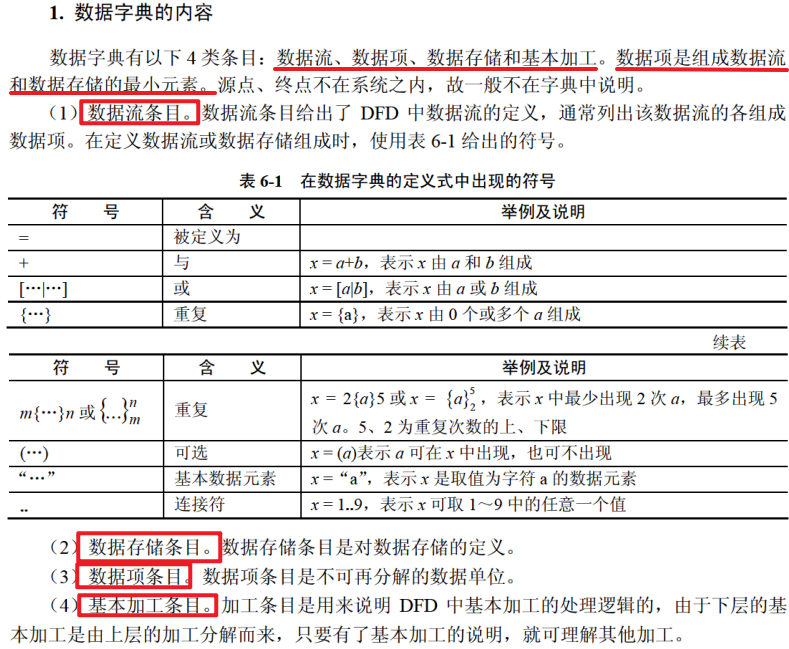 1. 数据字典的内容
数据字典有以下 4 类条目：数据流、数据项、数据存储和基本加工。数据项是组成数据流
和数据存储的最小元素。源点、终点不在系统之内，故一般不在字典中说明。
（1）数据流条目。数据流条目给出了 DFD 中数据流的定义，通常列出该数据流的各组成
数据项。在定义数据流或数据存储组成时，使用表 6-1 给出的符号。
表 6-1 在数据字典的定义式中出现的符号
符 号 含 义 举例及说明
= 被定义为
+ 与 x = a+b，表示 x 由 a 和 b 组成
[…|…] 或 x = [a|b]，表示 x 由 a 或 b 组成
{…} 重复 x = {a}，表示 x 由 0 个或多个 a 组成
续表
符 号 含 义 举例及说明
m{…}n 或 {…}ₘⁿ 重复 x = 2{a}5 或 x = {a}₂⁵，表示 x 中最少出现 2 次 a，最多出现 5
次 a。5、2 为重复次数的上、下限
(…) 可选 x = (a)表示 a 可在 x 中出现，也可不出现
“…” 基本数据元素 x = “a”，表示 x 是取值为字符 a 的数据元素
.. 连接符 x = 1..9，表示 x 可取 1～9 中的任意一个值
（2）数据存储条目。数据存储条目是对数据存储的定义。
（3）数据项条目。数据项条目是不可再分解的数据单位。
（4）基本加工条目。加工条目是用来说明 DFD 中基本加工的处理逻辑的，由于下层的基
本加工是由上层的加工分解而来，只要有了基本加工的说明，就可理解其他加工。